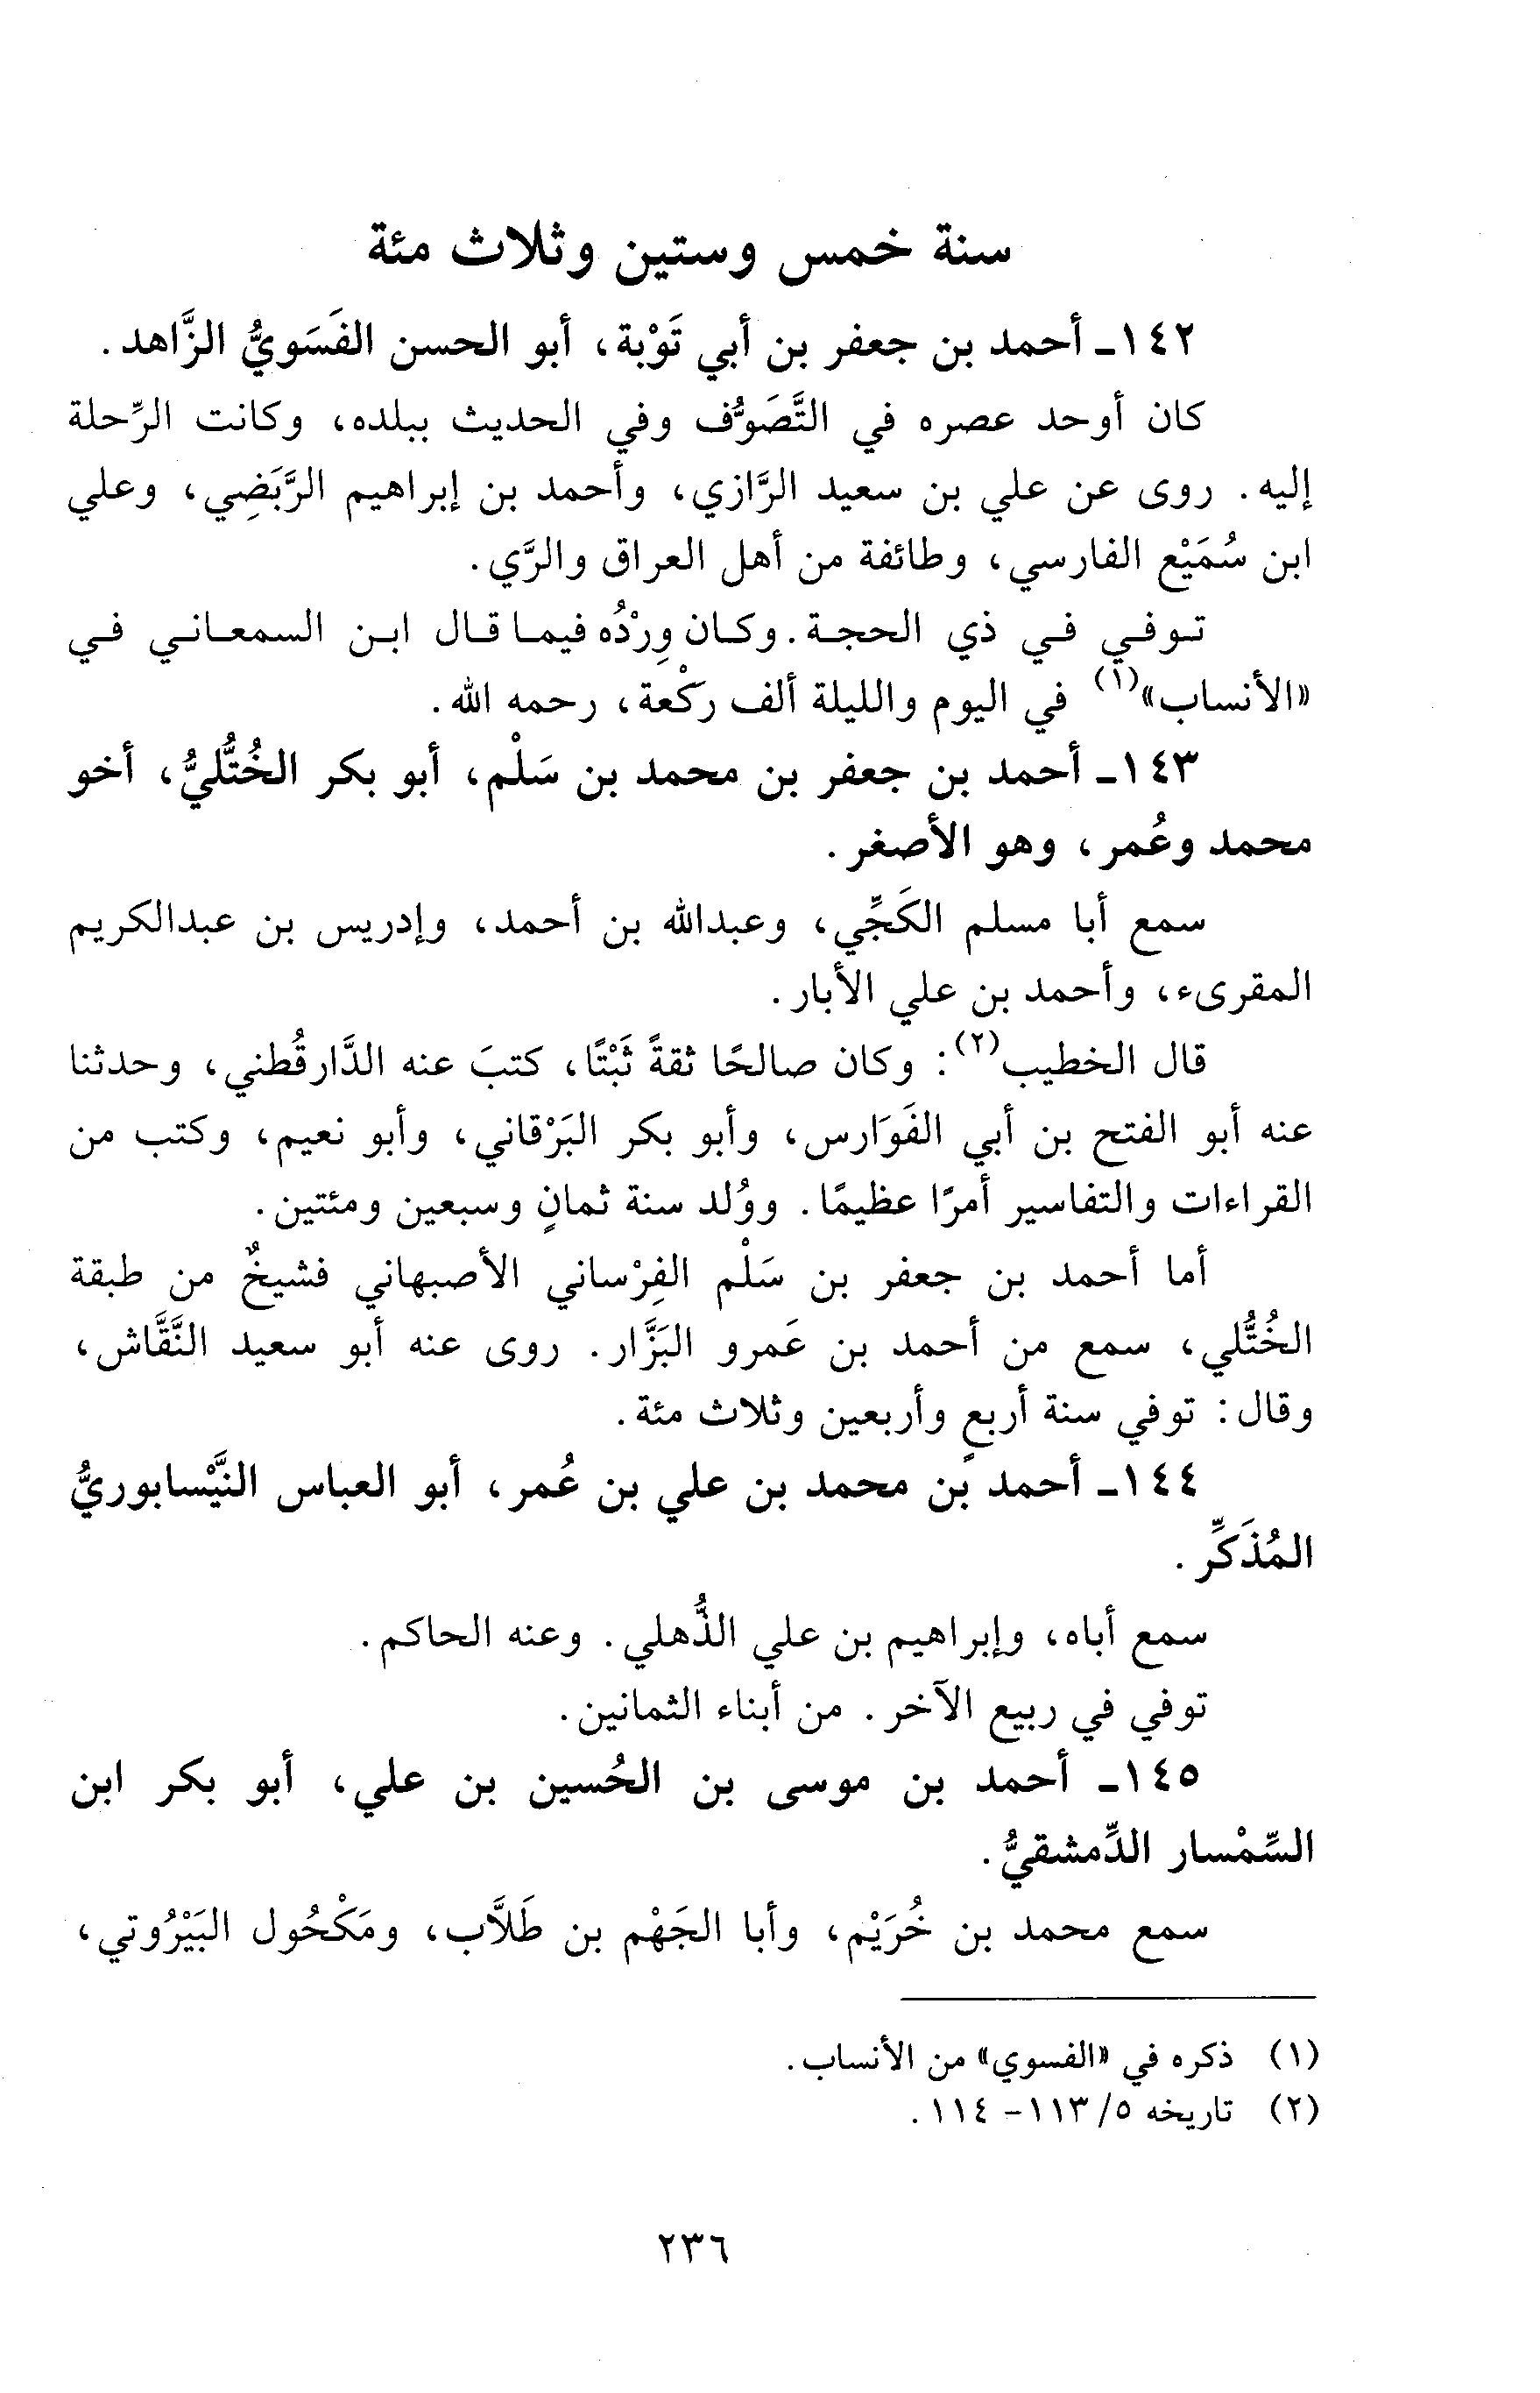 سنة خمس وستين وثلاث مئة
١٤٢ـ أحمد بن جعفر بن أبي تَوْبة، أبو الحسن الفَسَويُّ الزَّاهد.
كان أوحد عصره في التَّصَوُّف وفي الحديث ببلده، وكانت الرِّحلة
إليه. روى عن علي بن سعيد الرَّازي، وأحمد بن إبراهيم الرَّبَضِي، وعلي
ابن سُمَيْع الفارسي، وطائفة من أهل العراق والرَّي.
توفي في ذي الحجة. وكان وِرْدُه فيما قال ابن السمعاني في
«الأنساب»(١) في اليوم والليلة ألف ركْعة، رحمه الله.
١٤٣ـ أحمد بن جعفر بن محمد بن سَلْم، أبو بكر الخُتُّليُّ، أخو
محمد وعُمر، وهو الأصغر.
سمع أبا مسلم الكَجِّي، وعبدالله بن أحمد، وإدريس بن عبدالكريم
المقرىء، وأحمد بن علي الأبار.
قال الخطيب(٢): وكان صالحًا ثقةً ثَبْتًا، كتبَ عنه الدَّارقُطني، وحدثنا
عنه أبو الفتح بن أبي الفَوَارس، وأبو بكر البَرْقاني، وأبو نعيم، وكتب من
القراءات والتفاسير أمرًا عظيمًا. ووُلد سنة ثمانٍ وسبعين ومئتين.
أما أحمد بن جعفر بن سَلْم الفِرْساني الأصبهاني فشيخٌ من طبقة
الخُتُّلي، سمع من أحمد بن عَمرو البَزَّار. روى عنه أبو سعيد النَّقَّاش،
وقال: توفي سنة أربعٍ وأربعين وثلاث مئة.
١٤٤ـ أحمد بن محمد بن علي بن عُمر، أبو العباس النَّيْسابوريُّ
المُذَكِّر.
سمع أباه، وإبراهيم بن علي الذُّهلي. وعنه الحاكم.
توفي في ربيع الآخر. من أبناء الثمانين.
١٤٥ـ أحمد بن موسى بن الحُسين بن علي، أبو بكر ابن
السِّمْسار الدِّمشقيُّ.
سمع محمد بن خُرَيْم، وأبا الجَهْم بن طَلاَّب، ومَكْحُول البَيْرُوتي،
(١) ذكره في «الفسوي» من الأنساب.
(٢) تاريخه ٥/ ١١٣- ١١٤.
٢٣٦